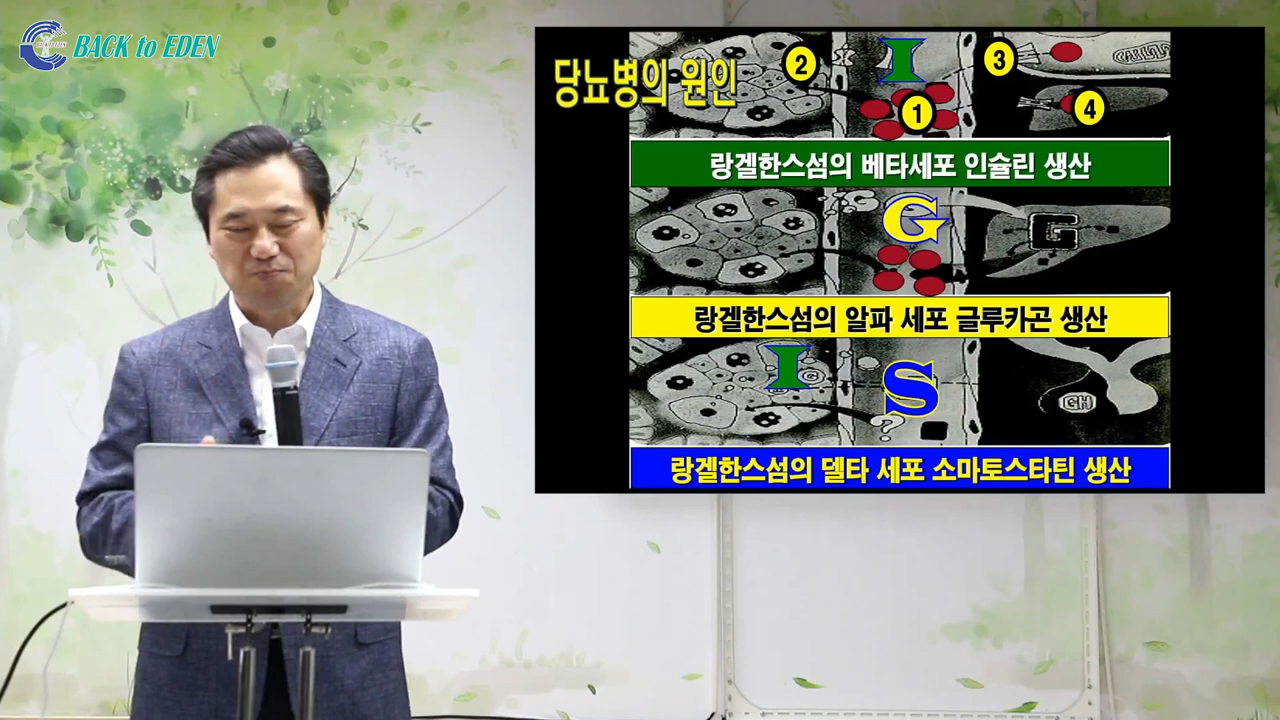 BACK to EDEN
당뇨병의 원인
2
I
3
1
4
랑겔한스섬의 베타세포 인슐린 생산
G
G
랑겔한스섬의 알파 세포 글루카곤 생산
I
S
?
GH
랑겔한스섬의 델타 세포 소마토스타틴 생산